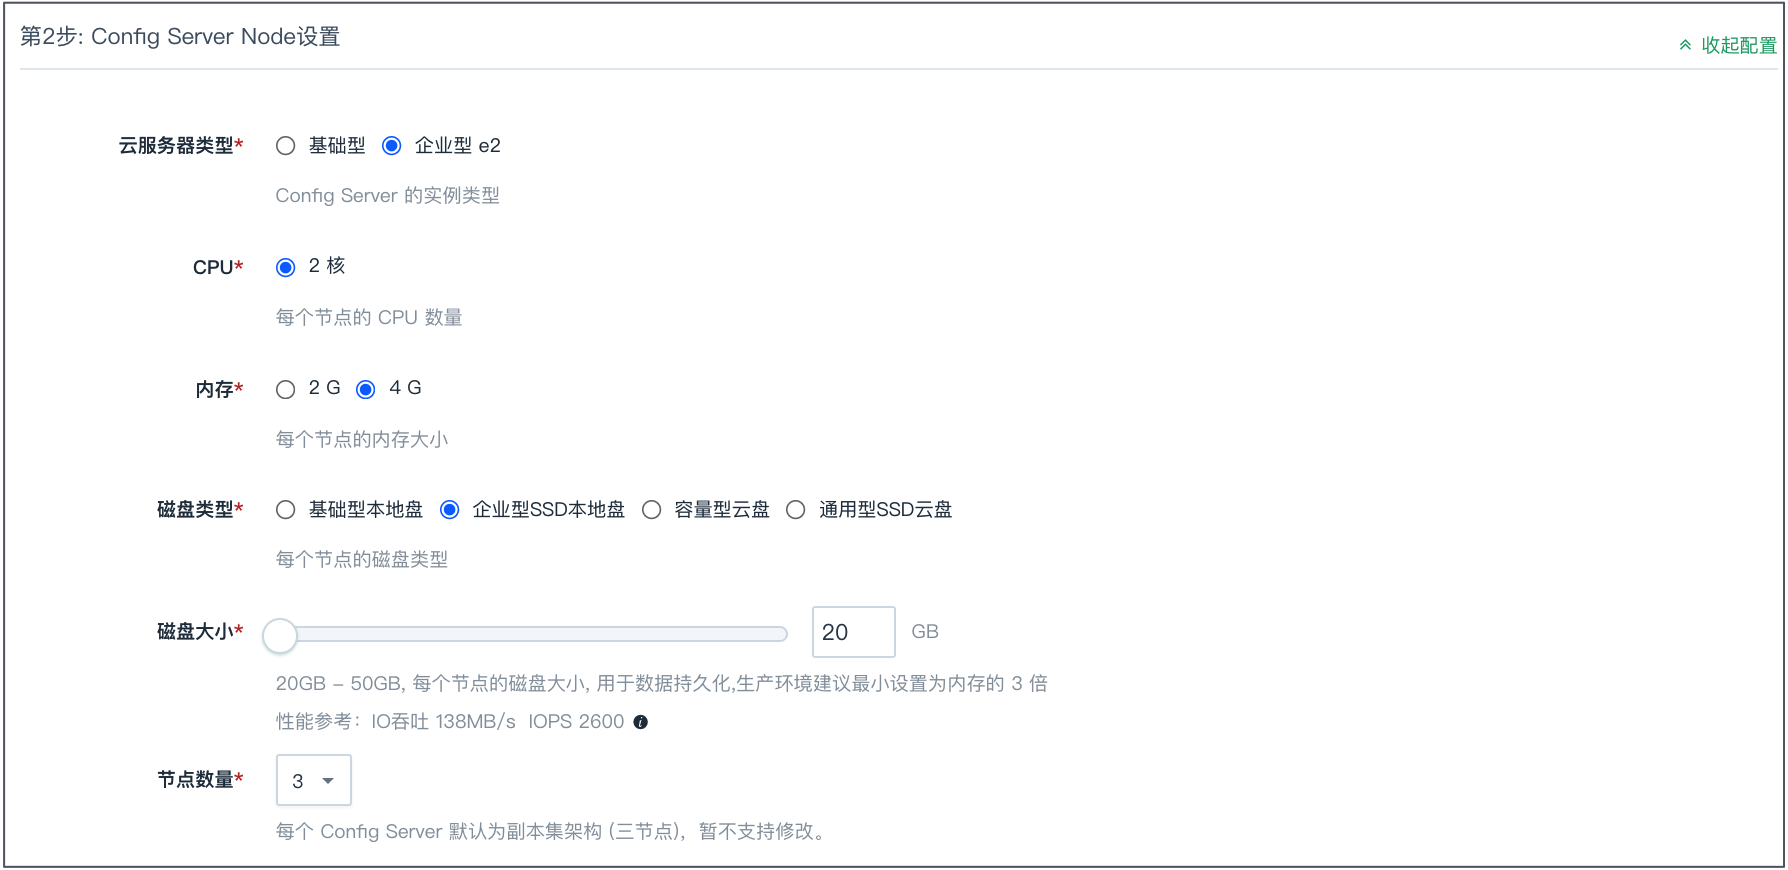 第2步: Config Server Node设置
收起配置
云服务器类型* 基础型 企业型 e2
Config Server 的实例类型
CPU* 2 核
每个节点的 CPU 数量
内存* 2 G 4 G
每个节点的内存大小
磁盘类型* 基础型本地盘 企业型SSD本地盘 容量型云盘 通用型SSD云盘
每个节点的磁盘类型
磁盘大小* 20 GB
20GB – 50GB, 每个节点的磁盘大小, 用于数据持久化,生产环境建议最小设置为内存的 3 倍
性能参考：IO吞吐 138MB/s IOPS 2600
节点数量* 3
每个 Config Server 默认为副本集架构 (三节点)，暂不支持修改。